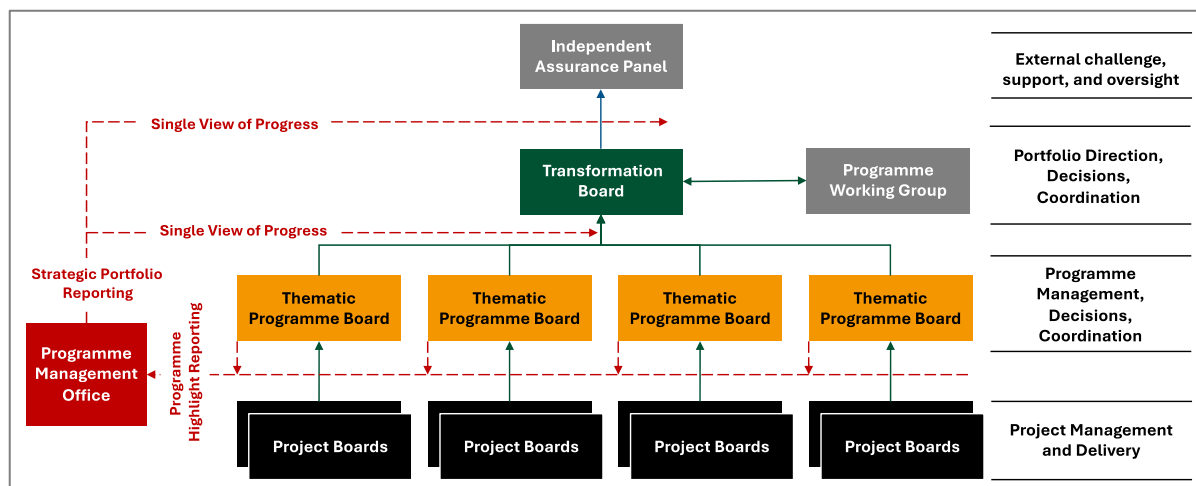 Independent
Assurance Panel
External challenge,
support, and oversight
Single View of Progress
Transformation
Board
Programme
Working Group
Portfolio Direction,
Decisions,
Coordination
Single View of Progress
Strategic Portfolio
Reporting
Thematic
Programme Board
Thematic
Programme Board
Thematic
Programme Board
Thematic
Programme Board
Programme
Management,
Decisions,
Coordination
Programme
Management
Office
Programme
Highlight Reporting
Project Boards
Project Boards
Project Boards
Project Boards
Project Management
and Delivery